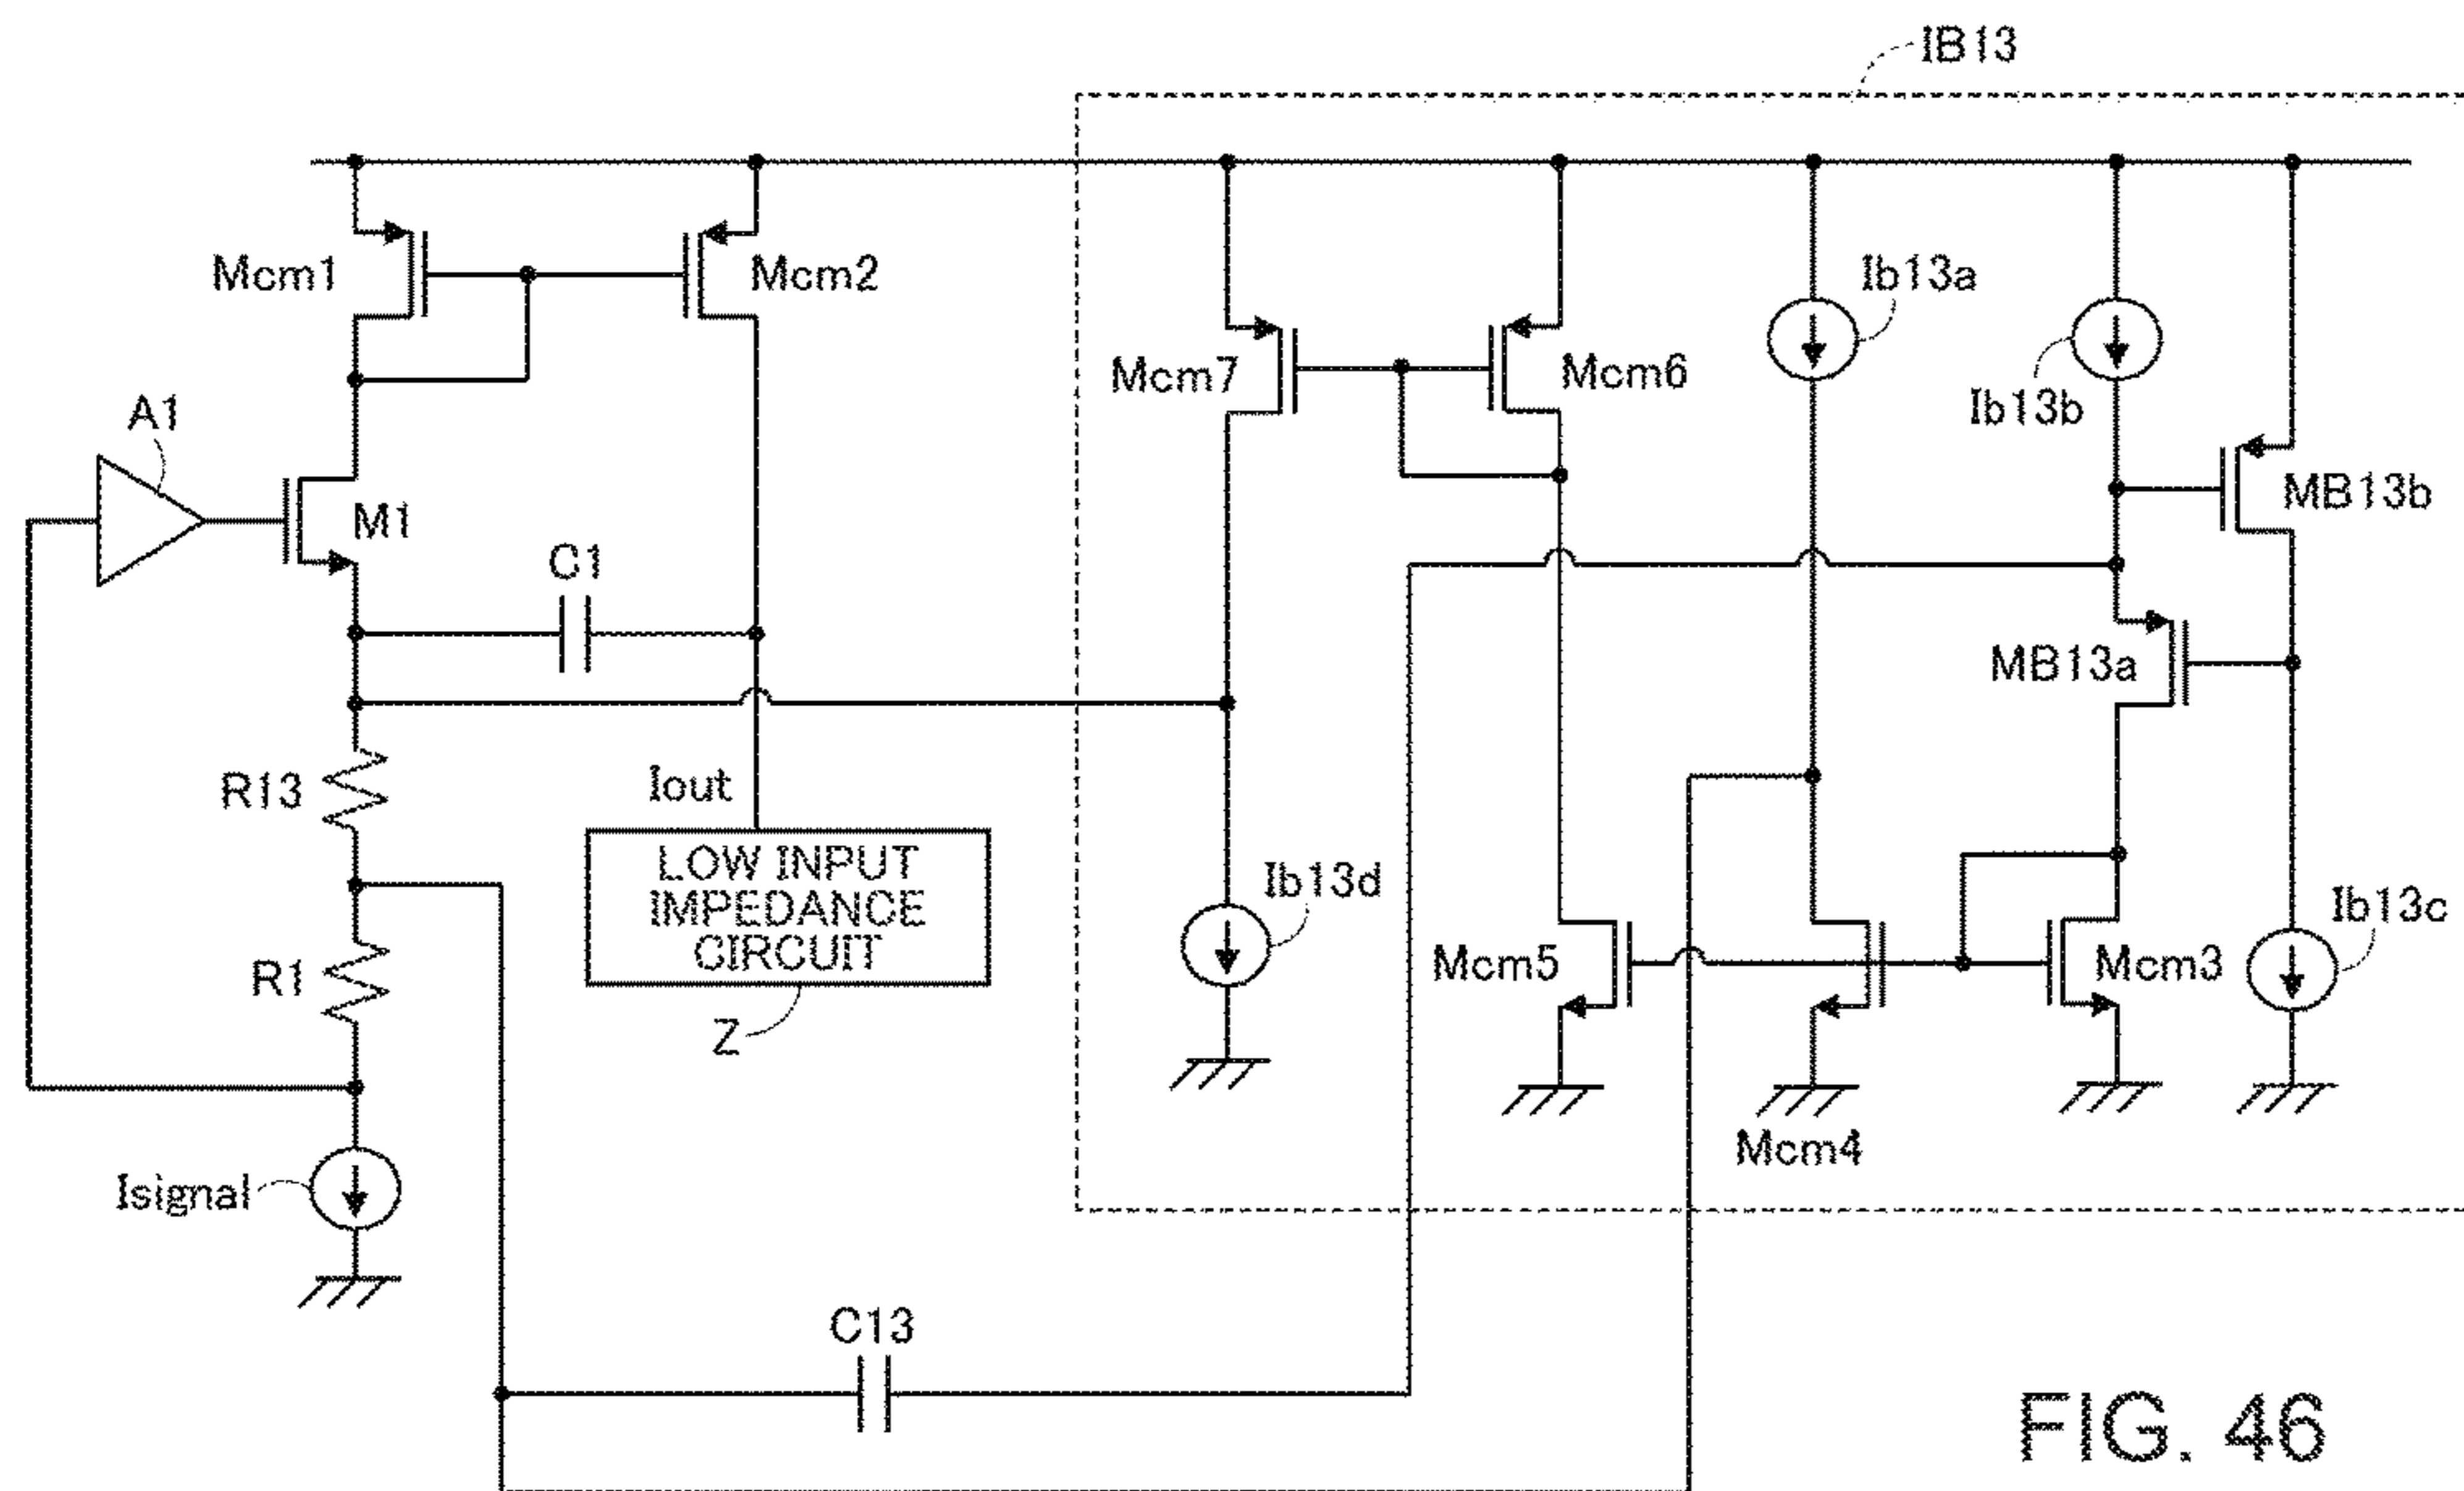 IB13
Mcm1
Mcm2
Ib13a
Mcm7
Mcm6
Ib13b
A1
MB13b
M1
C1
MB13a
R13
Iout
LOW INPUT
IMPEDANCE
CIRCUIT
Ib13d
Ib13c
R1
Mcm5
Mcm3
Z
Mcm4
Isignal
C13
FIG. 46